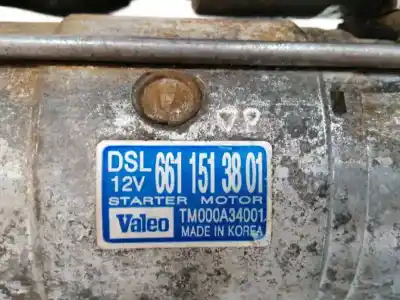 DSL 661 151 38 01
12V
STARTER MOTOR
Valeo TM000A34001
MADE IN KOREA